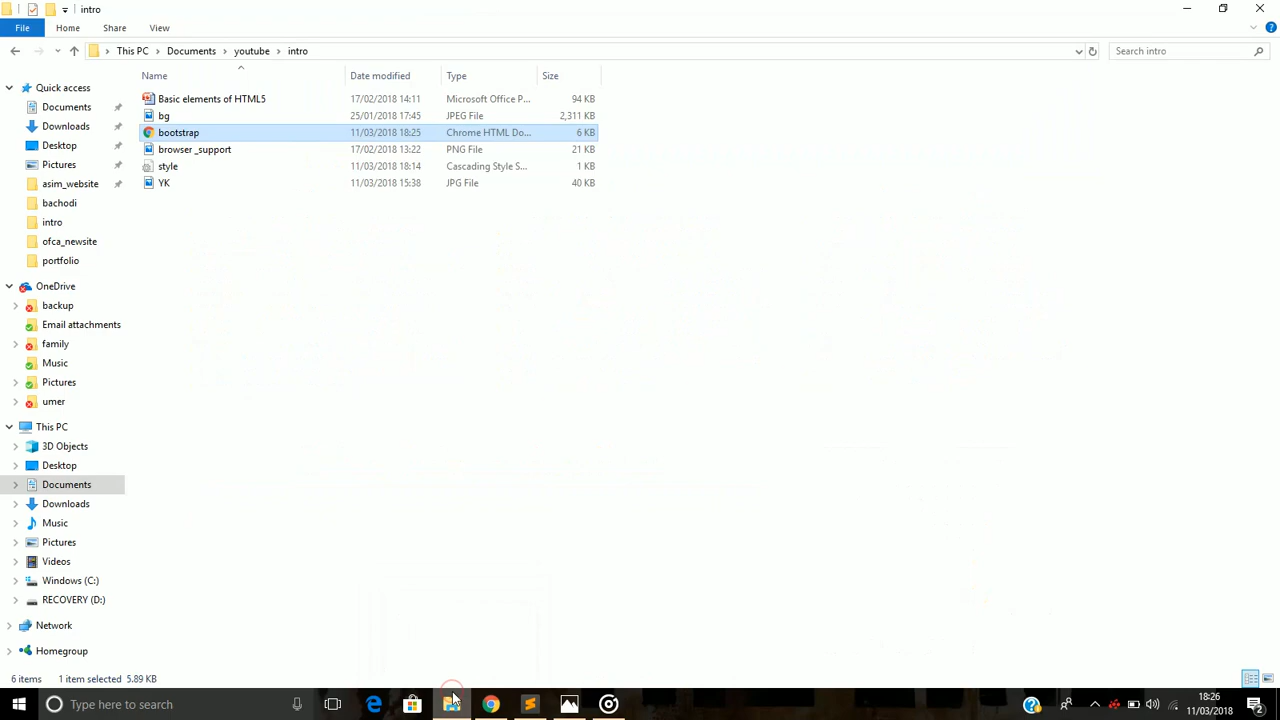 intro
File Home Share View
This PC Documents youtube intro Search intro
Name Date modified Type Size
Basic elements of HTML5 17/02/2018 14:11 Microsoft Office P... 94 KB
bg 25/01/2018 17:45 JPEG File 2,311 KB
bootstrap 11/03/2018 18:25 Chrome HTML Do... 6 KB
browser _support 17/02/2018 13:22 PNG File 21 KB
style 11/03/2018 18:14 Cascading Style S... 1 KB
YK 11/03/2018 15:38 JPG File 40 KB
Quick access
Documents
Downloads
Desktop
Pictures
asim_website
bachodi
intro
ofca_newsite
portfolio
OneDrive
backup
Email attachments
family
Music
Pictures
umer
This PC
3D Objects
Desktop
Documents
Downloads
Music
Pictures
Videos
Windows (C:)
RECOVERY (D:)
Network
Homegroup
6 items 1 item selected 5.89 KB
Type here to search
18:26
11/03/2018
2